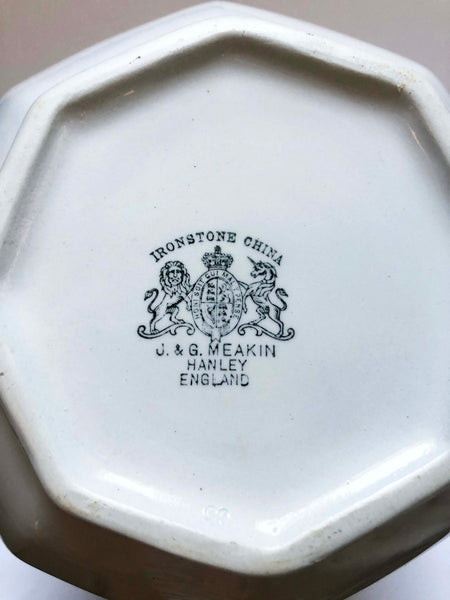 IRONSTONE CHINA
J. & G. MEAKIN
HANLEY
ENGLAND